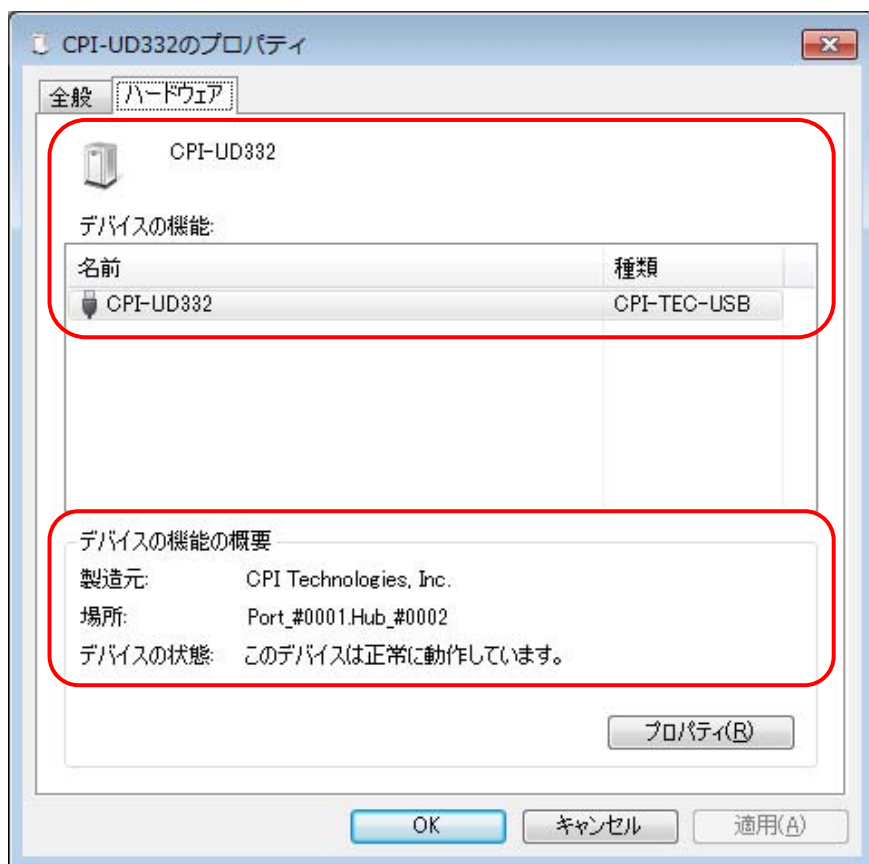 CPI-UD332のプロパティ
全般 ハードウェア
CPI-UD332
デバイスの機能:
名前 種類
CPI-UD332 CPI-TEC-USB
デバイスの機能の概要
製造元: CPI Technologies, Inc.
場所: Port_#0001.Hub_#0002
デバイスの状態: このデバイスは正常に動作しています。
プロパティ(R)
OK キャンセル 適用(A)